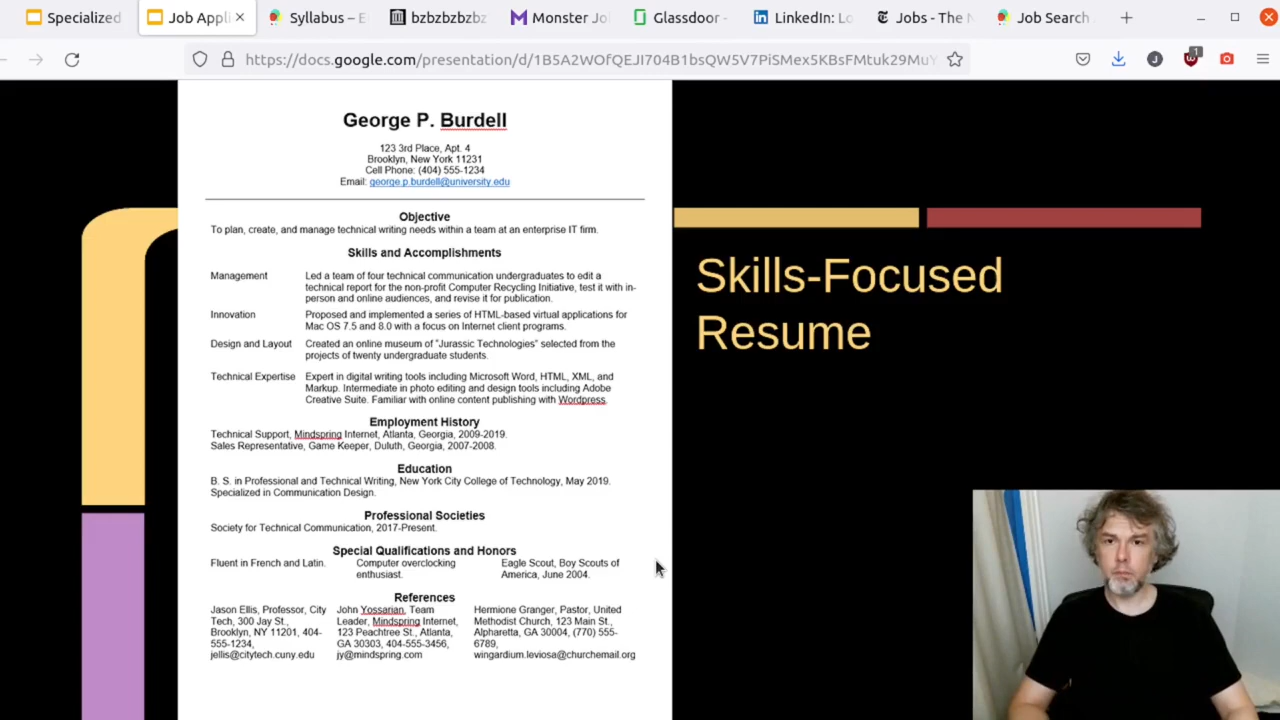 Specialized
Job Appli
Syllabus – E
bzbzbzbzbz
Monster Jo
Glassdoor -
LinkedIn: Lo
Jobs - The N
Job Search
https://docs.google.com/presentation/d/1B5A2WOfQEJI704B1bsQW5V7PiSMex5KBsFMtuk29MuY
1
George P. Burdell
123 3rd Place, Apt. 4
Brooklyn, New York 11231
Cell Phone: (404) 555-1234
Email: george.p.burdell@university.edu
Objective
To plan, create, and manage technical writing needs within a team at an enterprise IT firm.
Skills and Accomplishments
Management
Led a team of four technical communication undergraduates to edit a
technical report for the non-profit Computer Recycling Initiative, test it with in-
person and online audiences, and revise it for publication.
Innovation
Proposed and implemented a series of HTML-based virtual applications for
Mac OS 7.5 and 8.0 with a focus on Internet client programs.
Design and Layout
Created an online museum of "Jurassic Technologies" selected from the
projects of twenty undergraduate students.
Technical Expertise
Expert in digital writing tools including Microsoft Word, HTML, XML, and
Markup. Intermediate in photo editing and design tools including Adobe
Creative Suite. Familiar with online content publishing with Wordpress.
Employment History
Technical Support, Mindspring Internet, Atlanta, Georgia, 2009-2019.
Sales Representative, Game Keeper, Duluth, Georgia, 2007-2008.
Education
B. S. in Professional and Technical Writing, New York City College of Technology, May 2019.
Specialized in Communication Design.
Professional Societies
Society for Technical Communication, 2017-Present.
Special Qualifications and Honors
Fluent in French and Latin.
Computer overclocking
enthusiast.
Eagle Scout, Boy Scouts of
America, June 2004.
References
Jason Ellis, Professor, City
Tech, 300 Jay St.,
Brooklyn, NY 11201, 404-
555-1234,
jellis@citytech.cuny.edu
John Yossarian, Team
Leader, Mindspring Internet,
123 Peachtree St., Atlanta,
GA 30303, 404-555-3456,
jy@mindspring.com
Hermione Granger, Pastor, United
Methodist Church, 123 Main St.,
Alpharetta, GA 30004, (770) 555-
6789,
wingardium.leviosa@churchemail.org
Skills-Focused
Resume